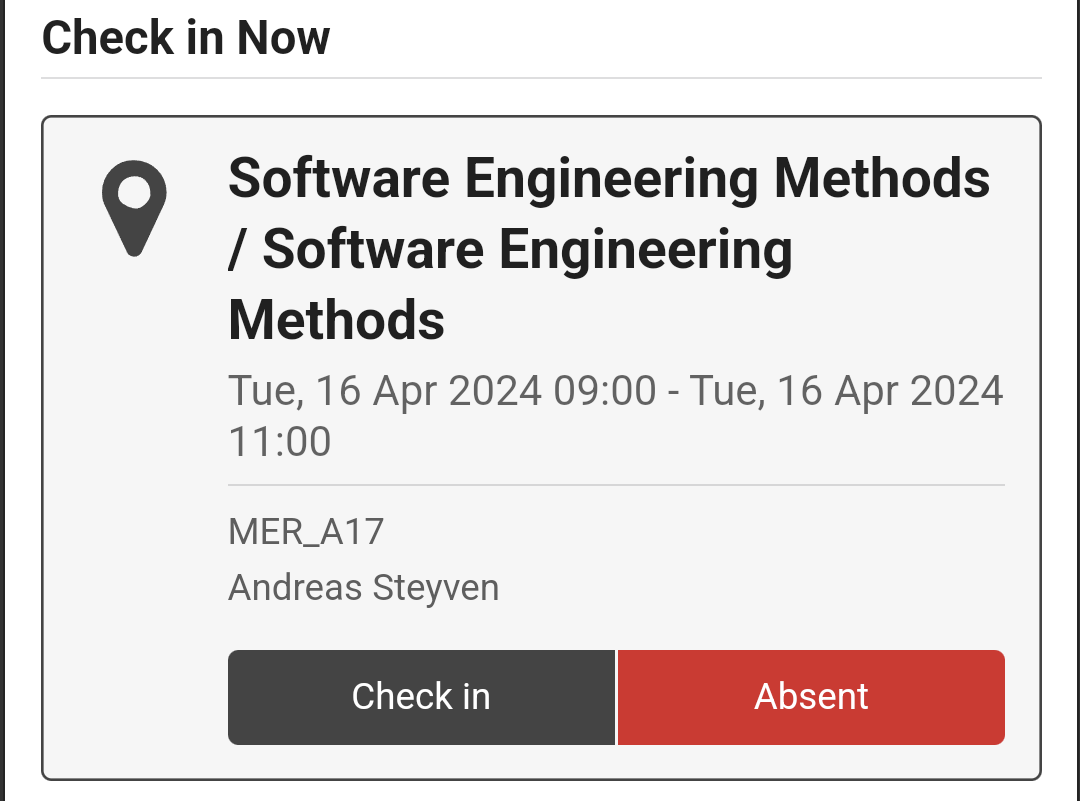 Check in Now
Software Engineering Methods
/ Software Engineering
Methods
Tue, 16 Apr 2024 09:00 - Tue, 16 Apr 2024
11:00
MER_A17
Andreas Steyven
Check in
Absent